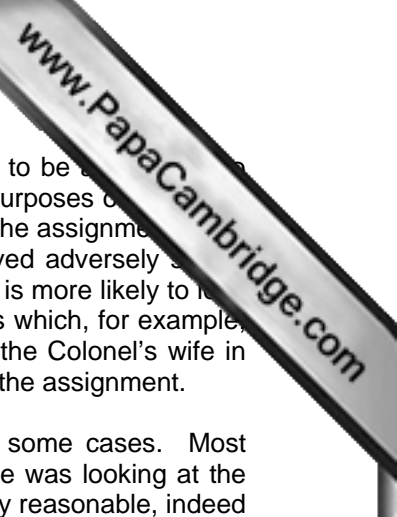 www.PapaCambridge.com
to be
urposes
he assignme
ved adversely
is more likely to
s which, for example,
the Colonel's wife in
the assignment.
some cases. Most
e was looking at the
y reasonable, indeed